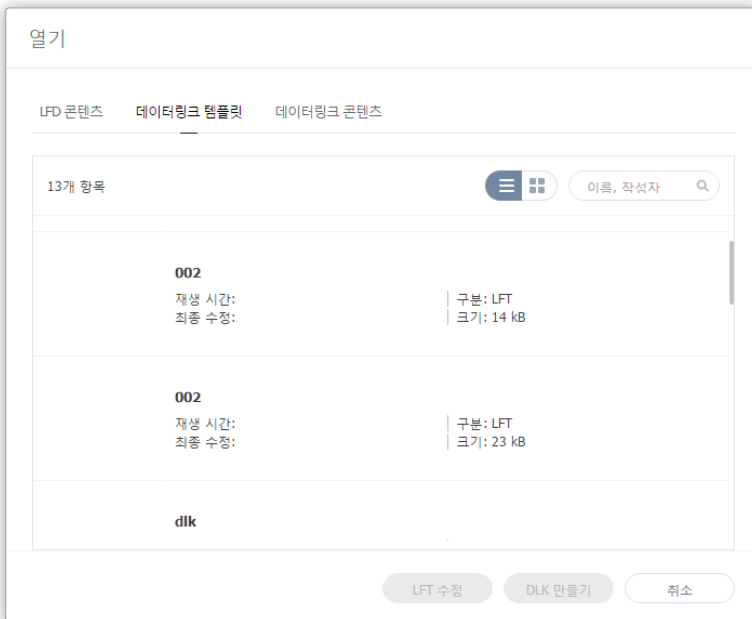 열기
LFD 콘텐츠 데이터링크 템플릿 데이터링크 콘텐츠
13개 항목 이름, 작성자
002
재생 시간: 구분: LFT
최종 수정: 크기: 14 kB
002
재생 시간: 구분: LFT
최종 수정: 크기: 23 kB
dlk
LFT 수정 DLK 만들기 취소